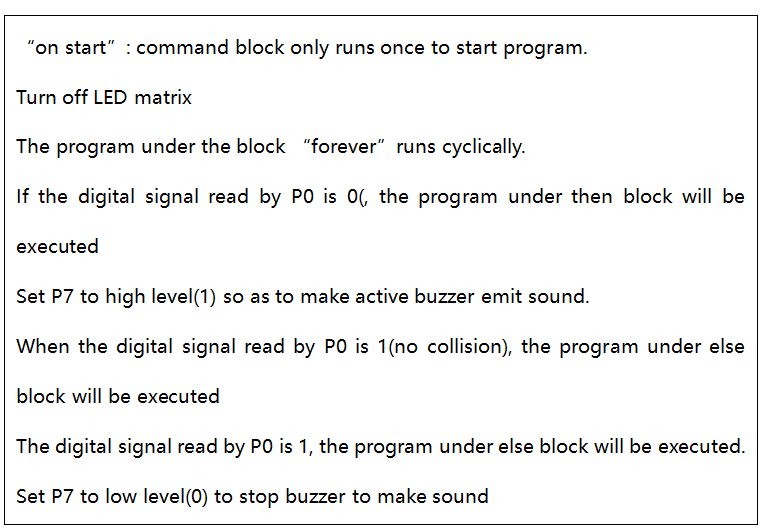 “on start” : command block only runs once to start program.
Turn off LED matrix
The program under the block “forever” runs cyclically.
If the digital signal read by P0 is 0(, the program under then block will be
executed
Set P7 to high level(1) so as to make active buzzer emit sound.
When the digital signal read by P0 is 1(no collision), the program under else
block will be executed
The digital signal read by P0 is 1, the program under else block will be executed.
Set P7 to low level(0) to stop buzzer to make sound